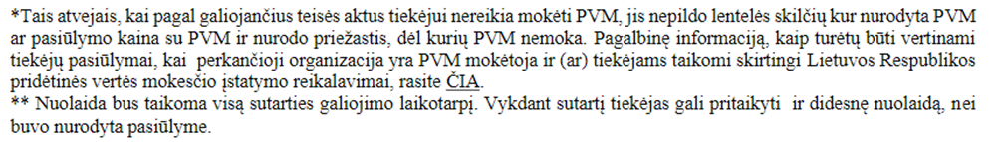 *Tais atvejais, kai pagal galiojančius teisės aktus tiekėjui nereikia mokėti PVM, jis nepildo lentelės skilčių kur nurodyta PVM
ar pasiūlymo kaina su PVM ir nurodo priežastis, dėl kurių PVM nemoka. Pagalbinę informaciją, kaip turėtų būti vertinami
tiekėjų pasiūlymai, kai perkančioji organizacija yra PVM mokėtoja ir (ar) tiekėjams taikomi skirtingi Lietuvos Respublikos
pridėtinės vertės mokesčio įstatymo reikalavimai, rasite ČIA.
** Nuolaida bus taikoma visą sutarties galiojimo laikotarpį. Vykdant sutartį tiekėjas gali pritaikyti ir didesnę nuolaidą, nei
buvo nurodyta pasiūlyme.